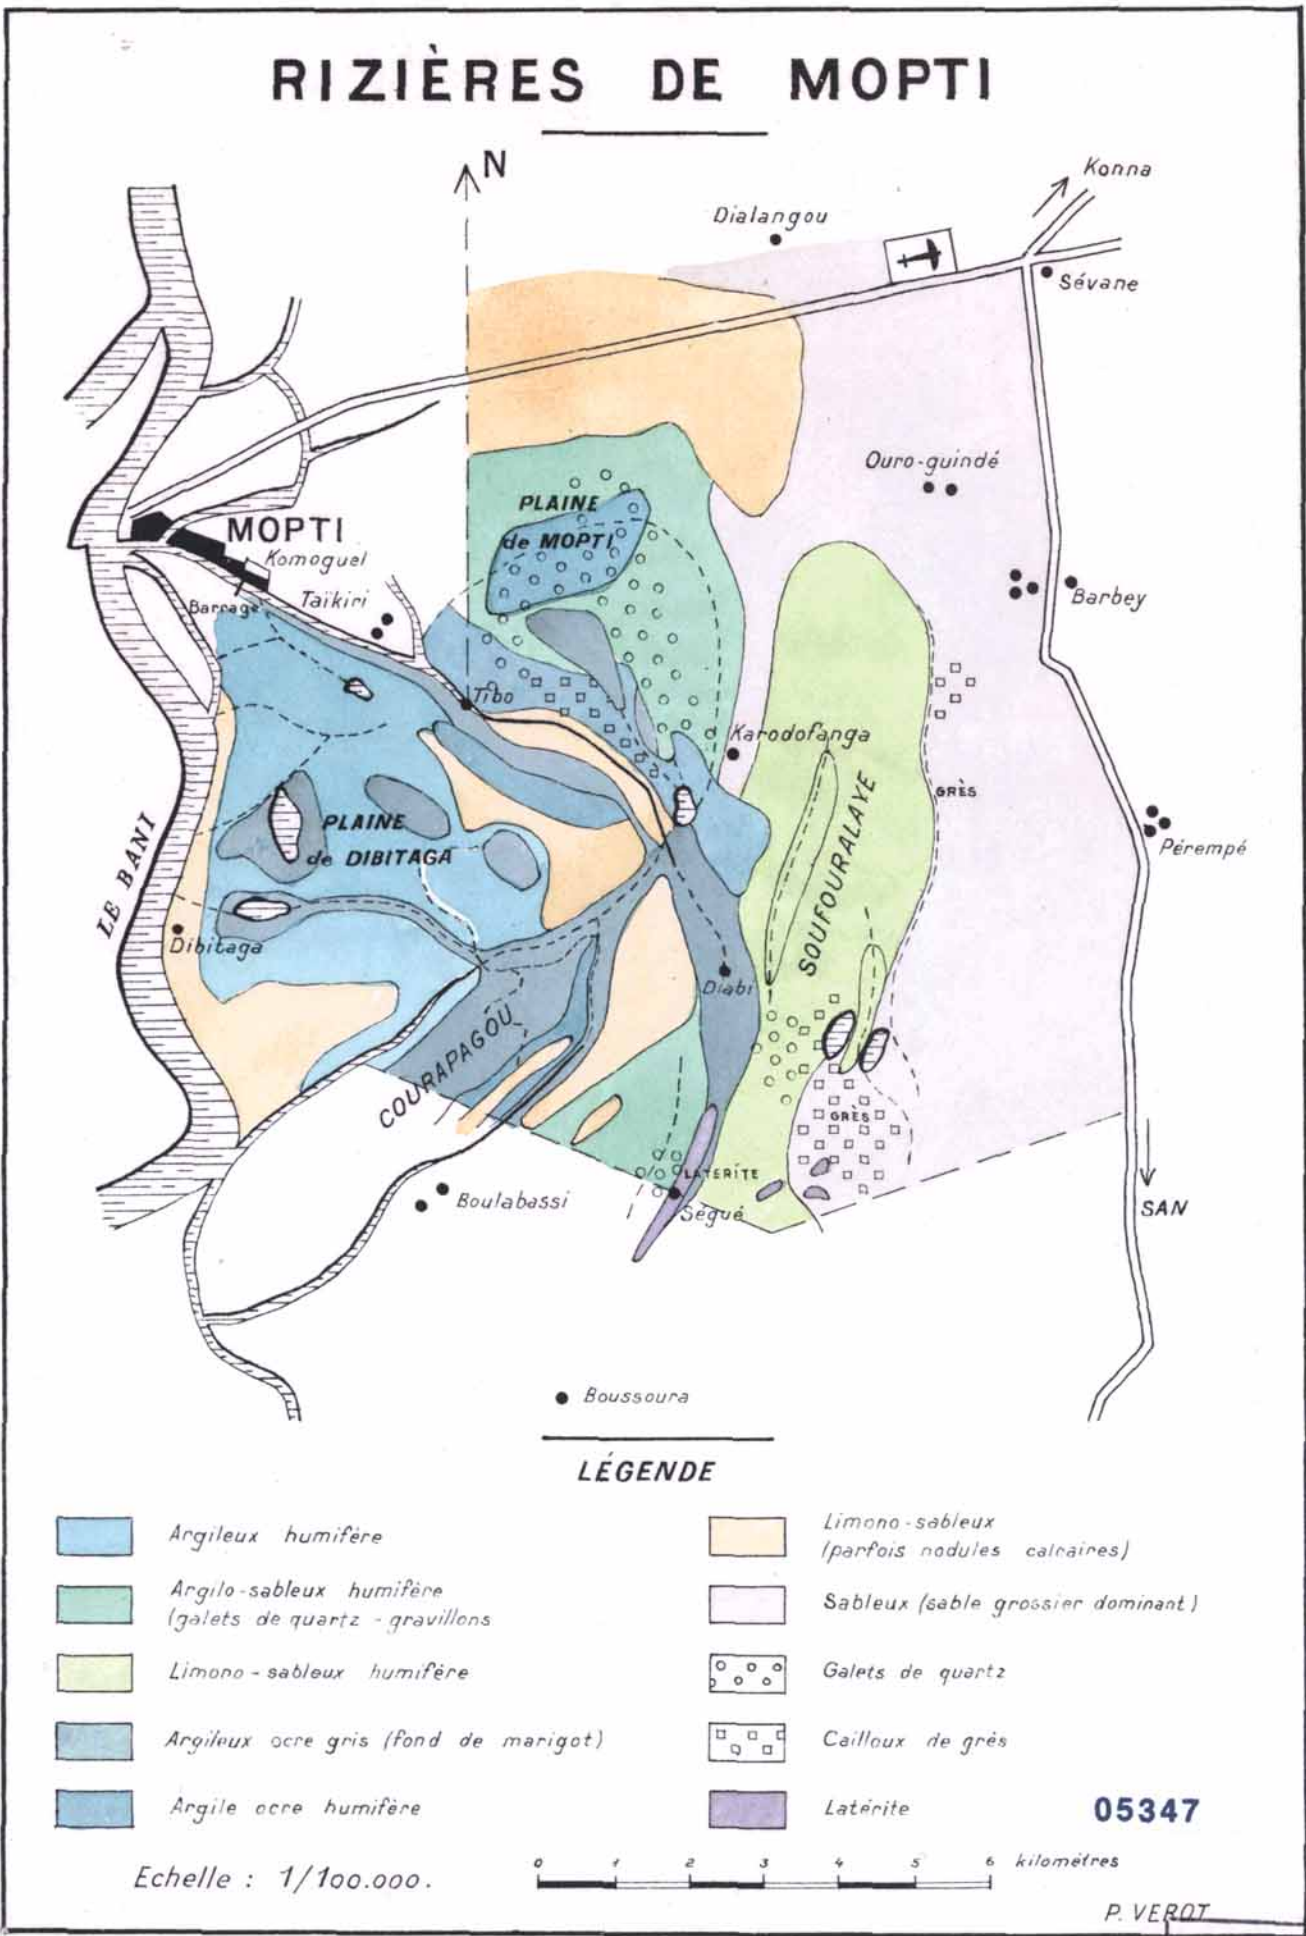 RIZIÈRES DE MOPTI
N
Konna
Dialangou
Sévane
Ouro-guindé
PLAINE
de MOPTI
MOPTI
Komoguel
Barrage
Taïkiri
Barbey
Tibo
Karodofanga
GRÈS
SOUFOURALAYE
Pérempé
PLAINE
de DIBITAGA
LE BANI
Dibitaga
Diabi
COURAPAGOU
GRÈS
LATERITE
Ségué
Boulabassi
SAN
Boussoura
LÉGENDE
Argileux humifère
Argilo-sableux humifère
(galets de quartz - gravillons
Limono-sableux humifère
Argileux ocre gris (fond de marigot)
Argile ocre humifère
Limono-sableux
(parfois nodules calcaires)
Sableux (sable grossier dominant)
Galets de quartz
Cailloux de grès
Latérite
05347
Echelle : 1/100.000.
0 1 2 3 4 5 6 kilomètres
P. VEROT